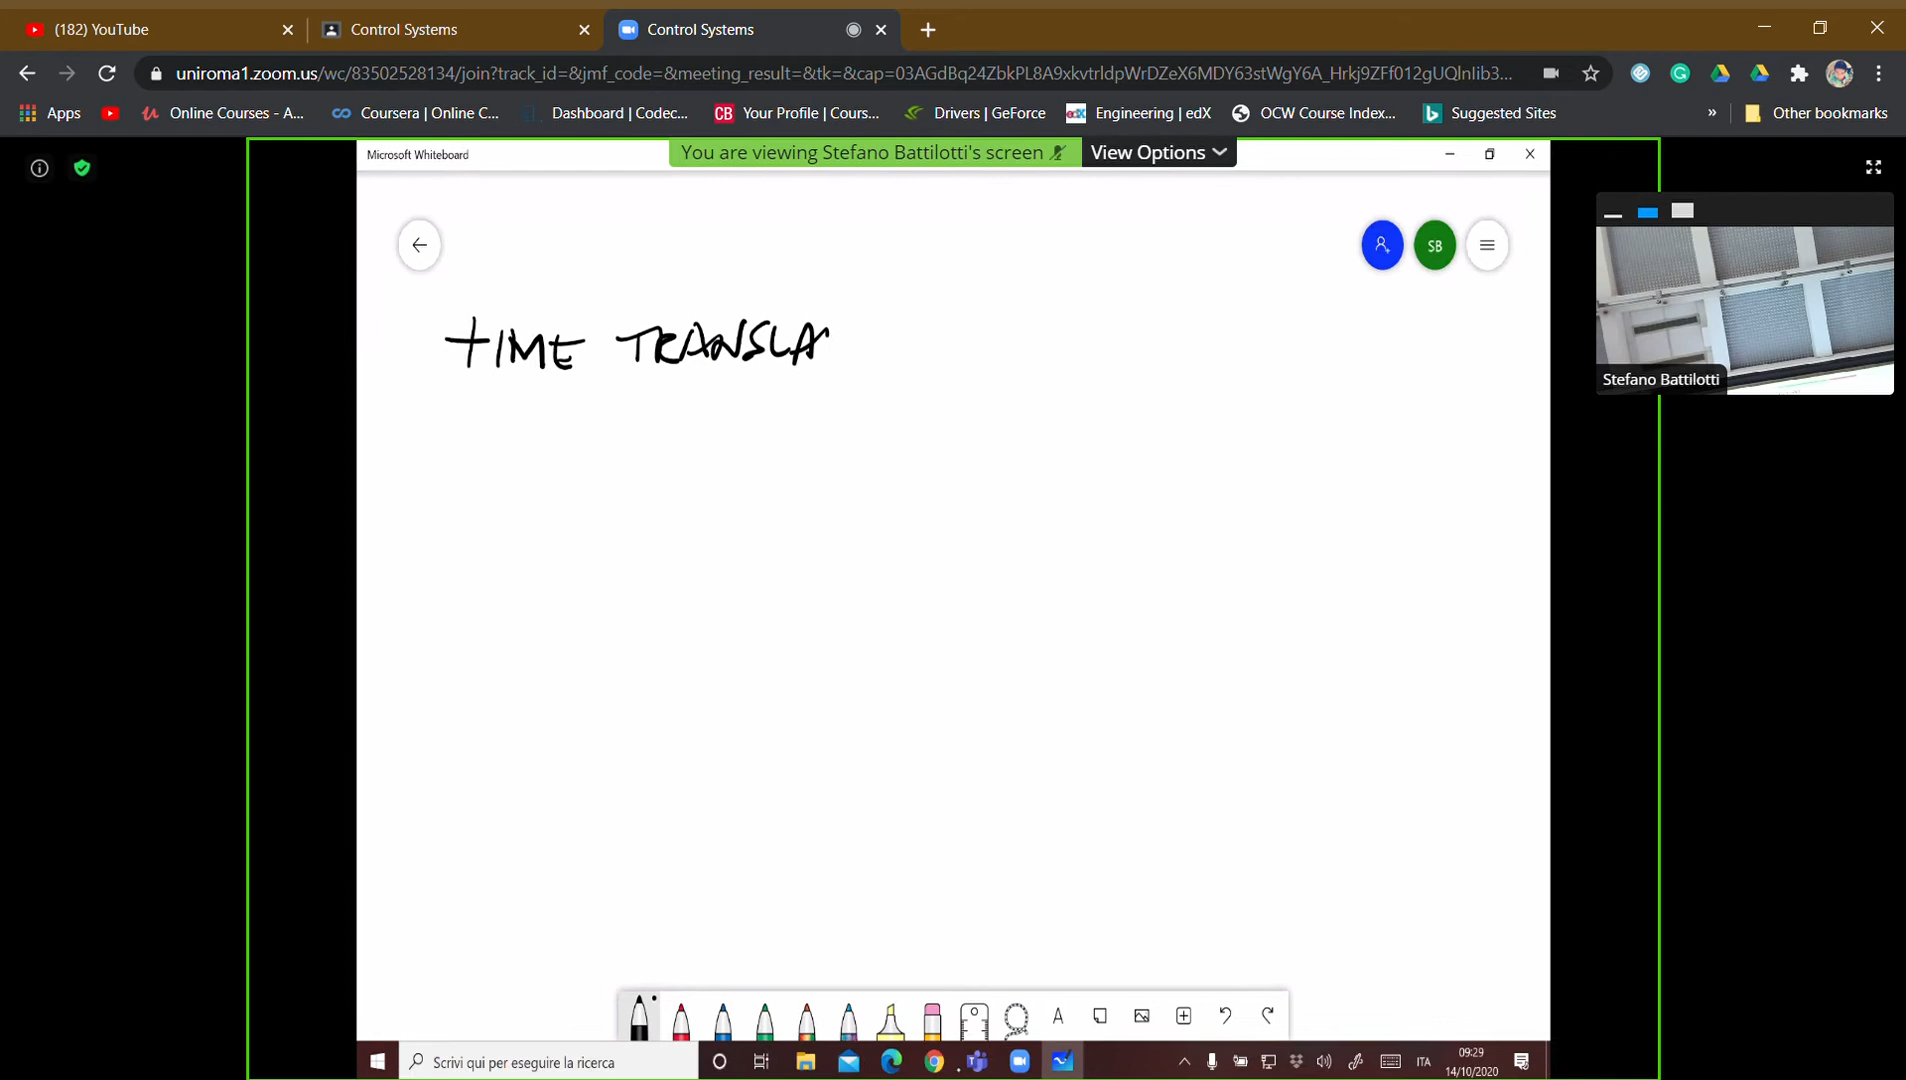 (182) YouTube
Control Systems
Control Systems
uniroma1.zoom.us/wc/83502528134/join?track_id=&jmf_code=&meeting_result=&tk=&cap=03AGdBq24ZbkPL8A9xkvtrldpWrDZeX6MDY63stWgY6A_Hrkj9ZFf012gUQlnIib3...
Apps
Online Courses - A...
Coursera | Online C...
Dashboard | Codec...
CB
Your Profile | Cours...
Drivers | GeForce
edX
Engineering | edX
OCW Course Index...
Suggested Sites
»
Other bookmarks
Microsoft Whiteboard
You are viewing Stefano Battilotti's screen
View Options
SB
TIME TRANSLA
Stefano Battilotti
A
Scrivi qui per eseguire la ricerca
ITA
09:29
14/10/2020